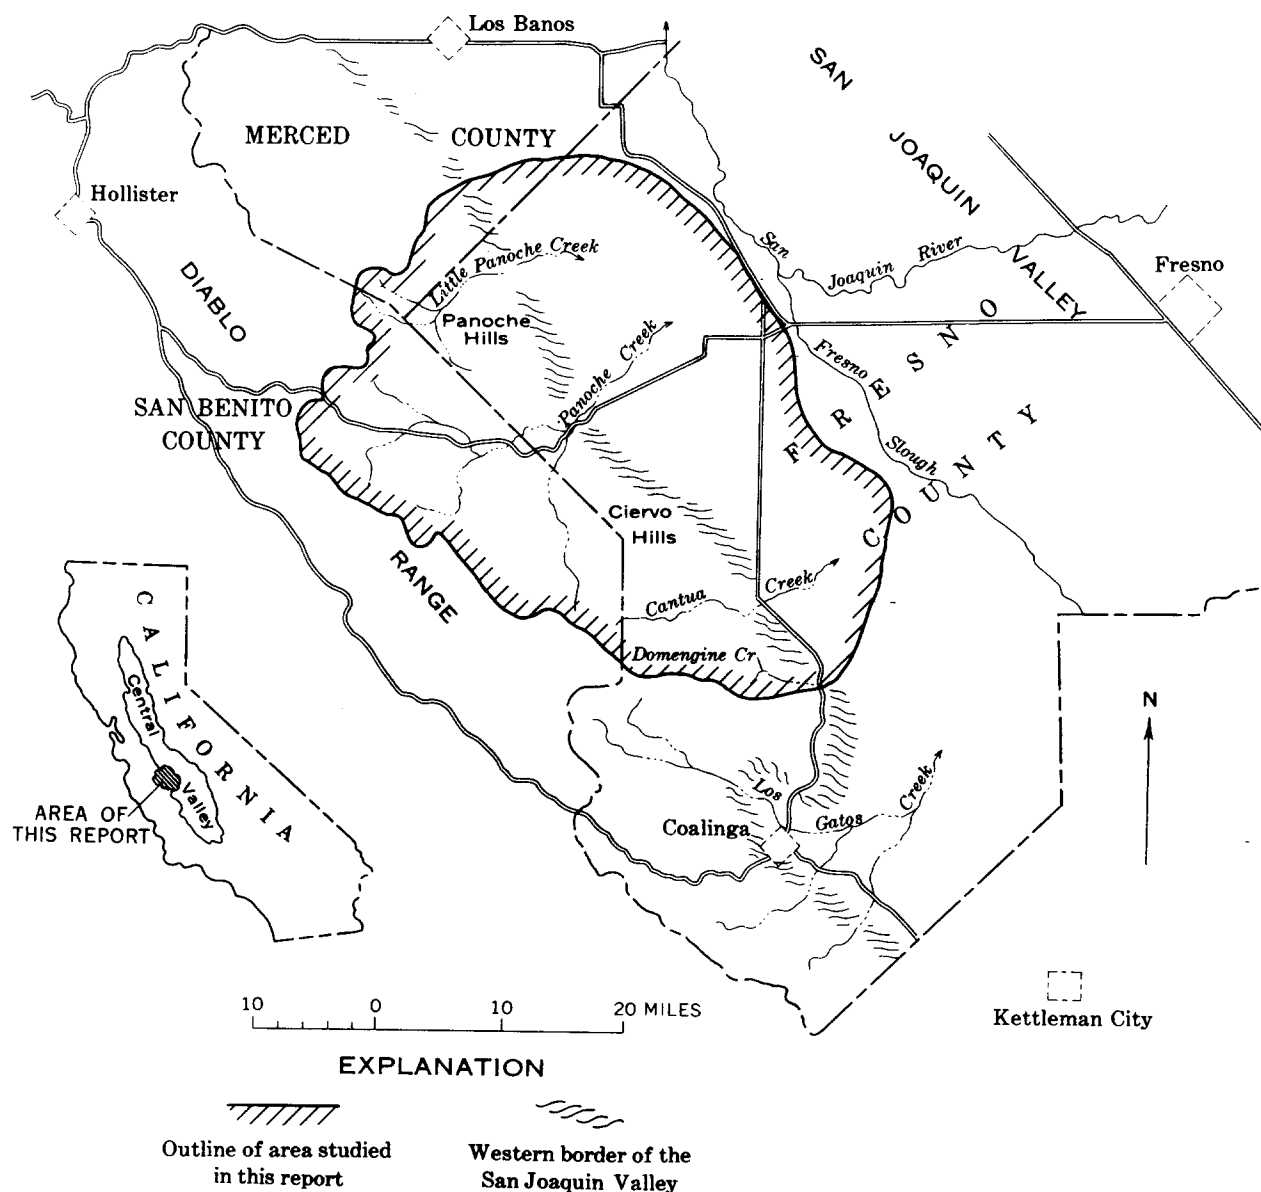 Los Banos
SAN
JOAQUIN
VALLEY
MERCED COUNTY
Hollister
DIABLO
RANGE
Little Panoche Creek
San Joaquin River
Fresno
Panoche
Hills
Panoche Creek
Fresno
Slough
FRESNO
COUNTY
SAN BENITO
COUNTY
Ciervo
Hills
Cantua Creek
Domengine Cr
CALIFORNIA
Central
Valley
AREA OF
THIS REPORT
N
Los Gatos Creek
Coalinga
Kettleman City
10 0 10 20 MILES
EXPLANATION
Outline of area studied
in this report
Western border of the
San Joaquin Valley